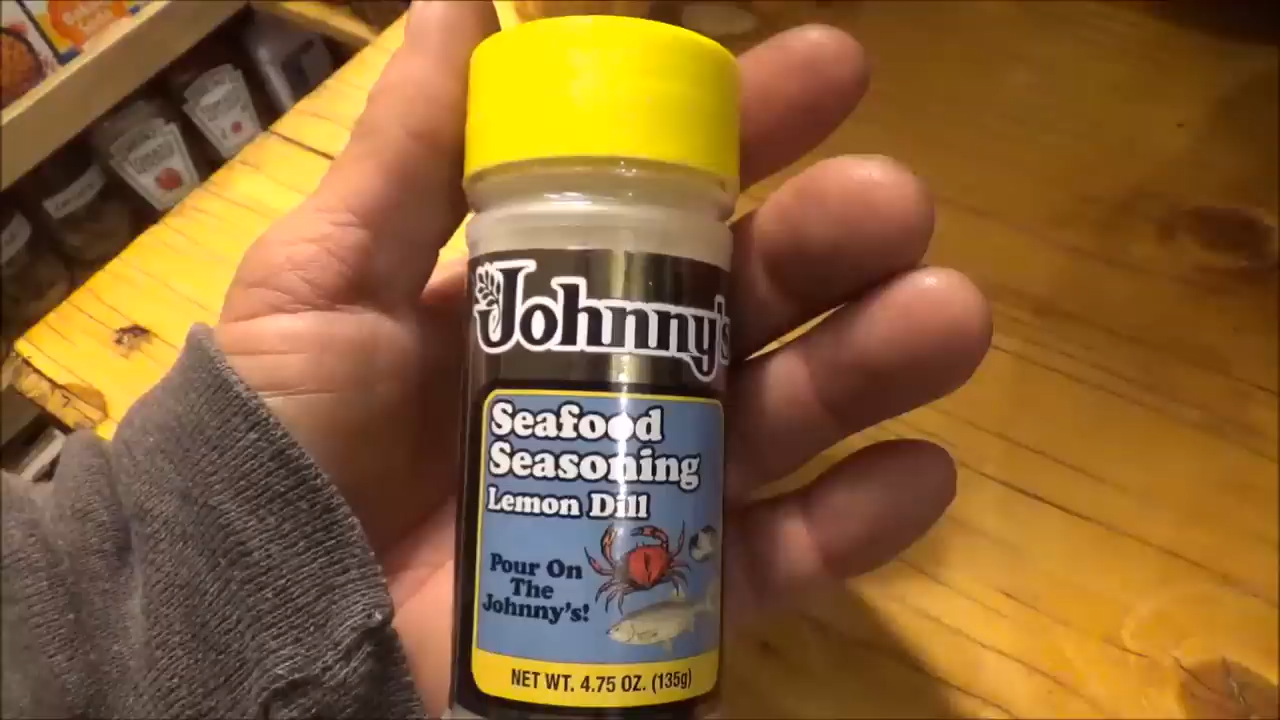 Johnny's
Seafood
Seasoning
Lemon Dill
Pour On
The
Johnny's!
NET WT. 4.75 OZ. (135g)